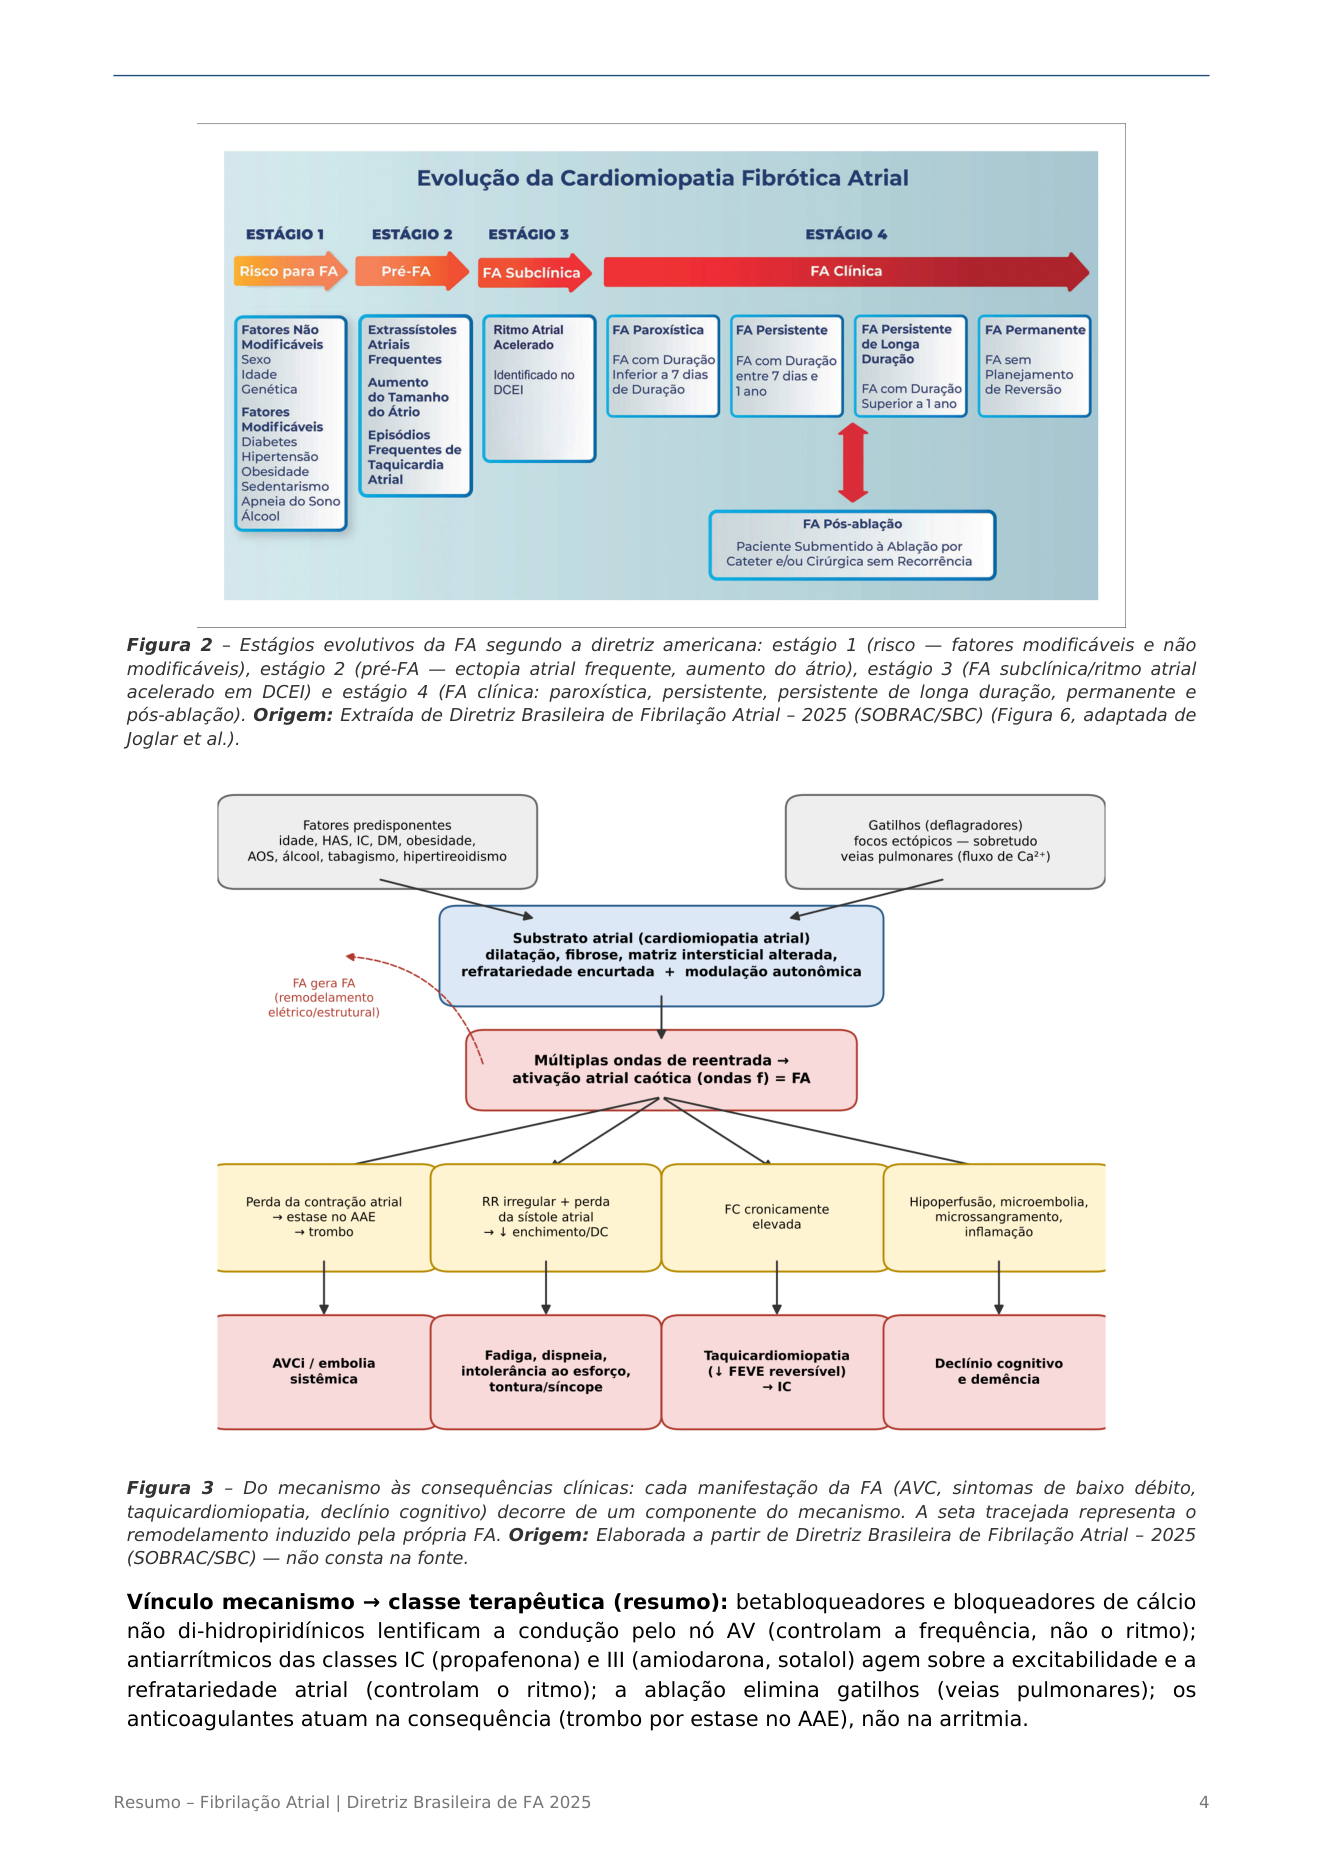 Evolução da Cardiomiopatia Fibrótica Atrial
ESTÁGIO 1
ESTÁGIO 2
ESTÁGIO 3
ESTÁGIO 4
Risco para FA
Pré-FA
FA Subclínica
FA Clínica
Fatores Não
Modificáveis
Sexo
Idade
Genética
Fatores
Modificáveis
Diabetes
Hipertensão
Obesidade
Sedentarismo
Apneia do Sono
Álcool
Extrassístoles
Atriais
Frequentes
Aumento
do Tamanho
do Átrio
Episódios
Frequentes de
Taquicardia
Atrial
Ritmo Atrial
Acelerado
Identificado no
DCEI
FA Paroxística
FA com Duração
Inferior a 7 dias
de Duração
FA Persistente
FA com Duração
entre 7 dias e
1 ano
FA Persistente
de Longa
Duração
FA com Duração
Superior a 1 ano
FA Permanente
FA sem
Planejamento
de Reversão
FA Pós-ablação
Paciente Submetido à Ablação por
Cateter e/ou Cirúrgica sem Recorrência
Figura 2 – Estágios evolutivos da FA segundo a diretriz americana: estágio 1 (risco — fatores modificáveis e não
modificáveis), estágio 2 (pré-FA — ectopia atrial frequente, aumento do átrio), estágio 3 (FA subclínica/ritmo atrial
acelerado em DCEI) e estágio 4 (FA clínica: paroxística, persistente, persistente de longa duração, permanente e
pós-ablação). Origem: Extraída de Diretriz Brasileira de Fibrilação Atrial – 2025 (SOBRAC/SBC) (Figura 6, adaptada de
Joglar et al.).
Fatores predisponentes
idade, HAS, IC, DM, obesidade,
AOS, álcool, tabagismo, hipertireoidismo
Gatilhos (deflagradores)
focos ectópicos — sobretudo
veias pulmonares (fluxo de Ca²⁺)
Substrato atrial (cardiomiopatia atrial)
dilatação, fibrose, matriz intersticial alterada,
refratariedade encurtada + modulação autonômica
FA gera FA
(remodelamento
elétrico/estrutural)
Múltiplas ondas de reentrada →
ativação atrial caótica (ondas f) = FA
Perda da contração atrial
→ estase no AAE
→ trombo
RR irregular + perda
da sístole atrial
→ ↓ enchimento/DC
FC cronicamente
elevada
Hipoperfusão, microembolia,
microssangramento,
inflamação
AVCi / embolia
sistêmica
Fadiga, dispneia,
intolerância ao esforço,
tontura/síncope
Taquicardiomiopatia
(↓ FEVE reversível)
→ IC
Declínio cognitivo
e demência
Figura 3 – Do mecanismo às consequências clínicas: cada manifestação da FA (AVC, sintomas de baixo débito,
taquicardiomiopatia, declínio cognitivo) decorre de um componente do mecanismo. A seta tracejada representa o
remodelamento induzido pela própria FA. Origem: Elaborada a partir de Diretriz Brasileira de Fibrilação Atrial – 2025
(SOBRAC/SBC) — não consta na fonte.
Vínculo mecanismo → classe terapêutica (resumo): betabloqueadores e bloqueadores de cálcio
não di-hidropiridínicos lentificam a condução pelo nó AV (controlam a frequência, não o ritmo);
antiarrítmicos das classes IC (propafenona) e III (amiodarona, sotalol) agem sobre a excitabilidade e a
refratariedade atrial (controlam o ritmo); a ablação elimina gatilhos (veias pulmonares); os
anticoagulantes atuam na consequência (trombo por estase no AAE), não na arritmia.
Resumo – Fibrilação Atrial | Diretriz Brasileira de FA 2025
4